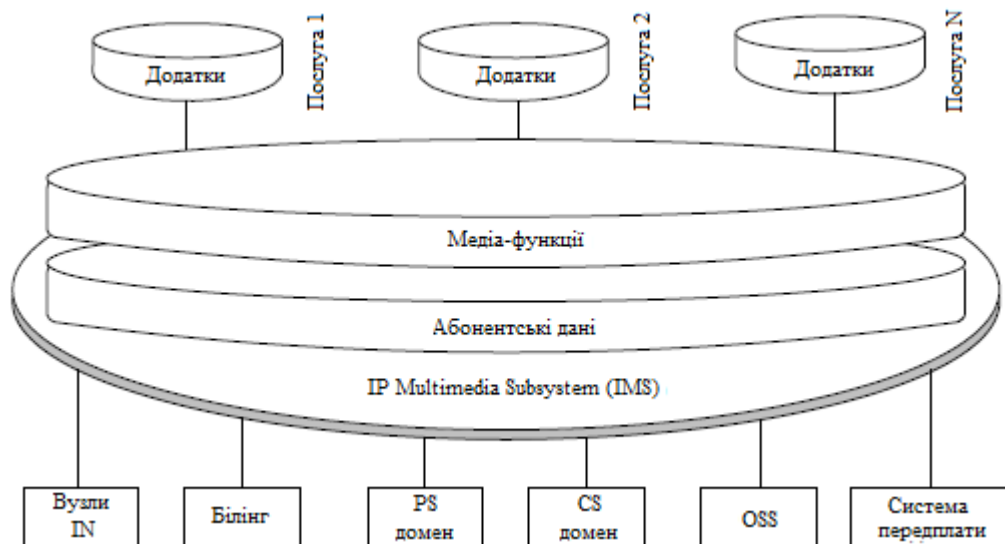 Додатки
Послуга 1
Додатки
Послуга 2
Додатки
Послуга N
Медіа-функції
Абонентські дані
IP Multimedia Subsystem (IMS)
Вузли
IN
Білінг
PS
домен
CS
домен
OSS
Система
передплати